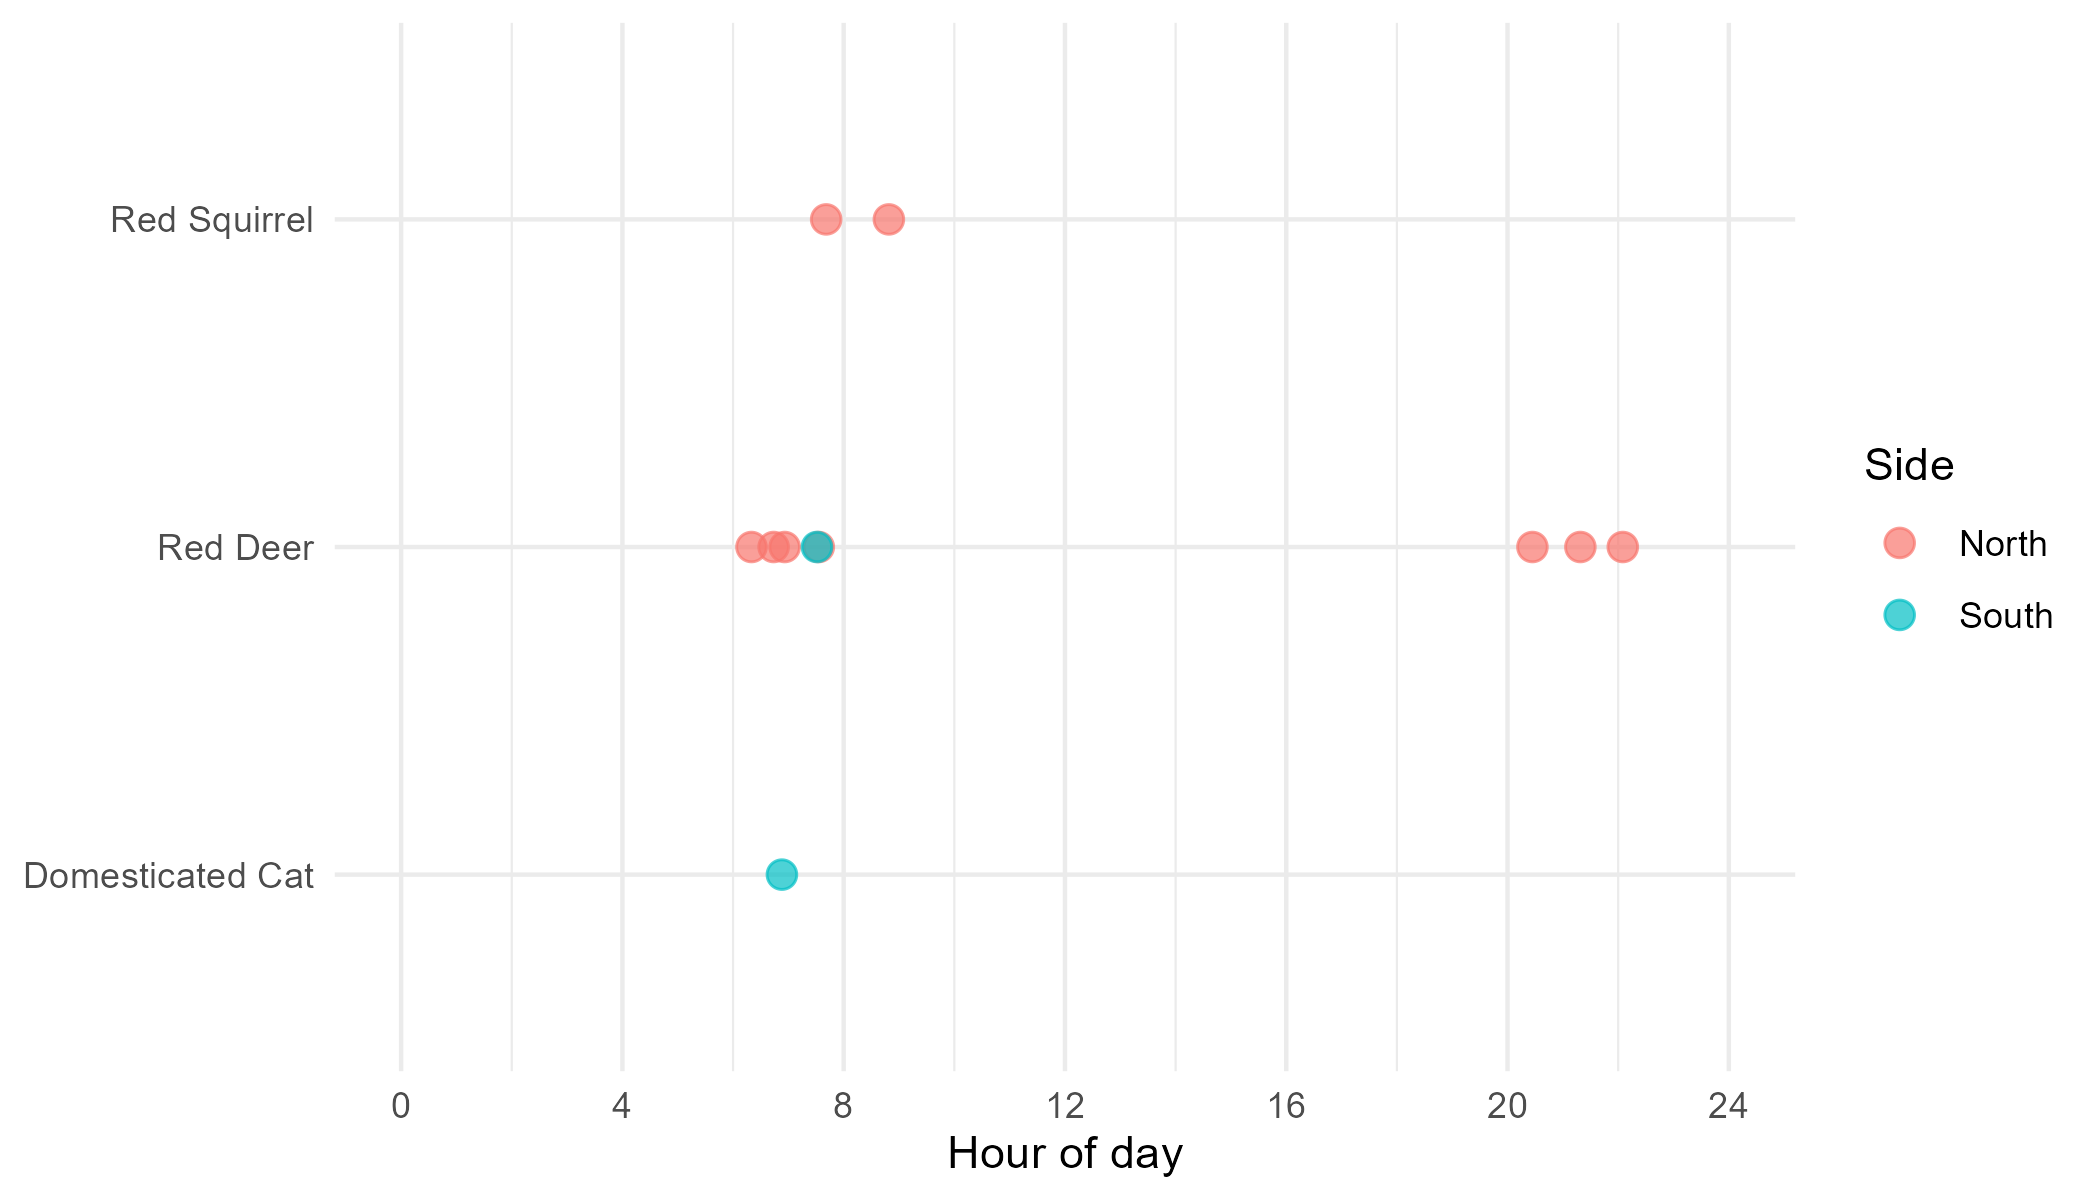 Red Squirrel
Red Deer
Domesticated Cat
0 4 8 12 16 20 24
Hour of day
Side
North
South